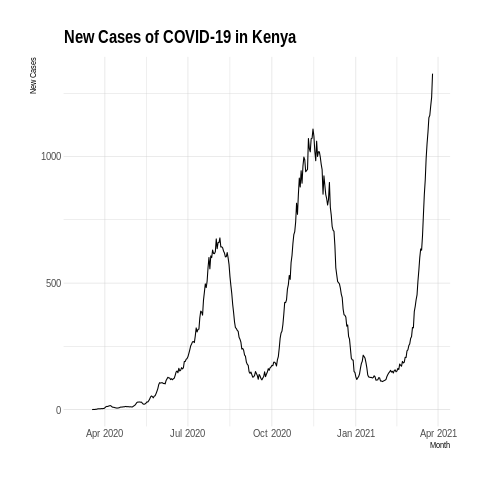 New Cases of COVID-19 in Kenya
New Cases
1000
500
0
Apr 2020 Jul 2020 Oct 2020 Jan 2021 Apr 2021
Month